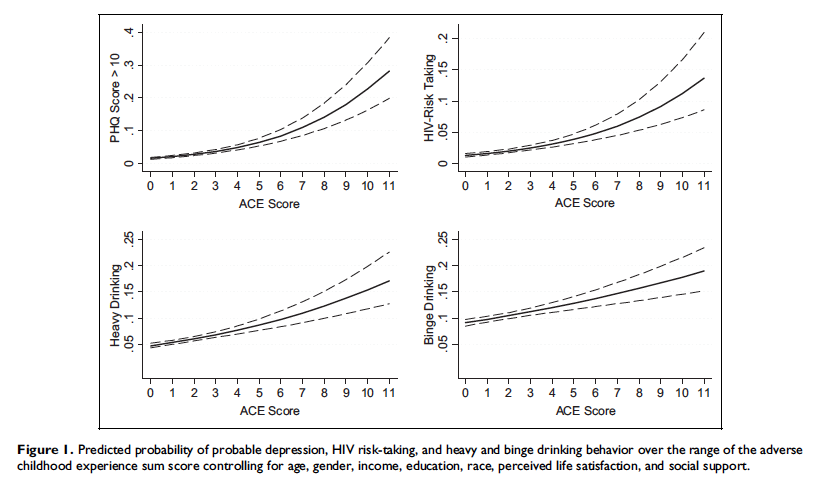 PHQ Score > 10
0 .1 .2 .3 .4
0 1 2 3 4 5 6 7 8 9 10 11
ACE Score
HIV-Risk Taking
0 .05 .1 .15 .2
0 1 2 3 4 5 6 7 8 9 10 11
ACE Score
Heavy Drinking
.05 .1 .15 .2 .25
0 1 2 3 4 5 6 7 8 9 10 11
ACE Score
Binge Drinking
.05 .1 .15 .2 .25
0 1 2 3 4 5 6 7 8 9 10 11
ACE Score
Figure 1. Predicted probability of probable depression, HIV risk-taking, and heavy and binge drinking behavior over the range of the adverse
childhood experience sum score controlling for age, gender, income, education, race, perceived life satisfaction, and social support.